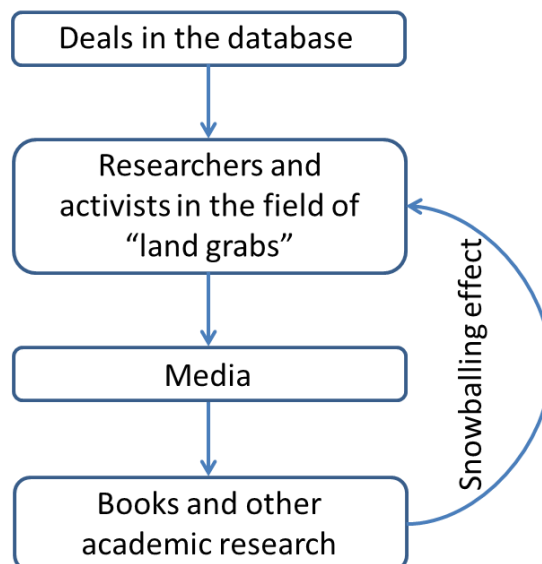 Deals in the database
Researchers and
activists in the field of
“land grabs”
Media
Books and other
academic research
Snowballing effect